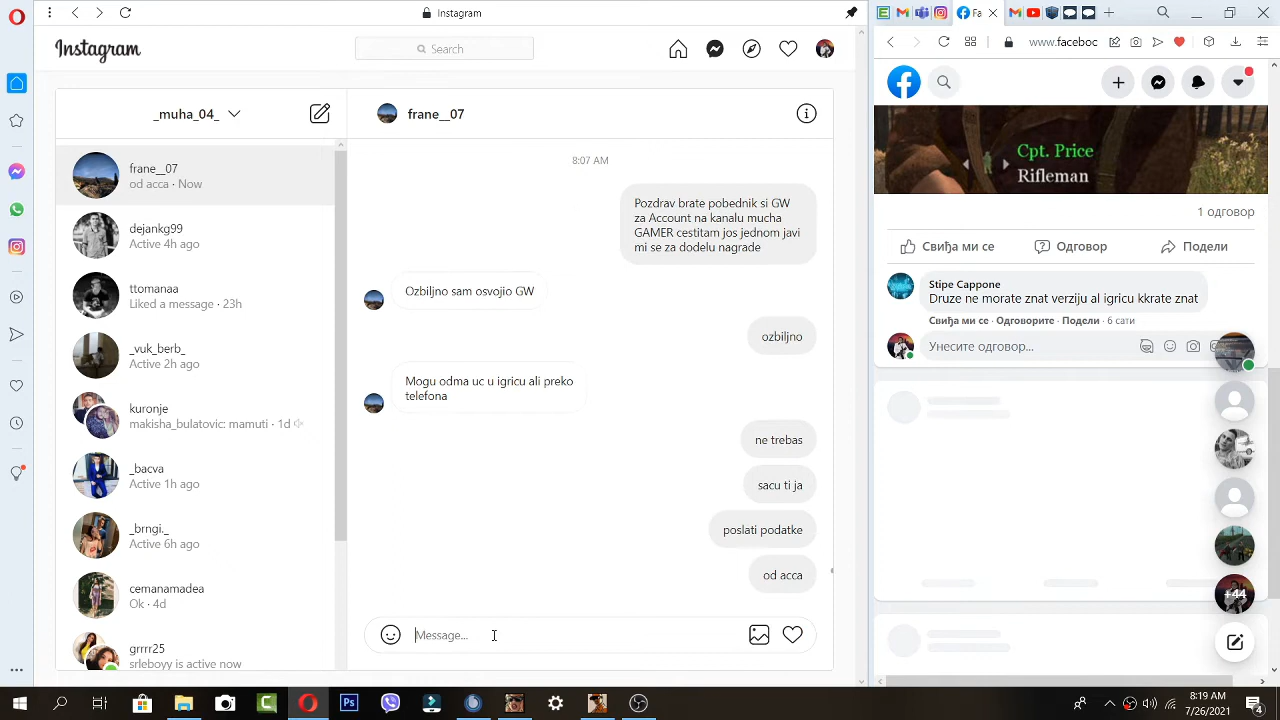 Instagram
Instagram
Search
_muha_04_
frane__07
frane__07
od acca · Now
dejankg99
Active 4h ago
ttomanaa
Liked a message · 23h
_vuk_berb_
Active 2h ago
kuronje
makisha_bulatovic: mamuti · 1d
_bacva
Active 1h ago
_brngi._
Active 6h ago
cemanamadea
Ok · 4d
grrrr25
srleboyy is active now
8:07 AM
Pozdrav brate pobednik si GW
za Account na kanalu mucha
GAMER cestitam jos jednom javi
mi se za dodelu nagrade
Ozbiljno sam osvojio GW
ozbiljno
Mogu odma uc u igricu ali preko
telefona
ne trebas
sacu ti ja
poslati podatke
od acca
Message...
Fa
www.faceboc
Cpt. Price
Rifleman
1 одговор
Свиђа ми се
Одговор
Подели
Stipe Cappone
Druze ne morate znat verziju al igricu kkrate znat
Свиђа ми се · Одговорите · Подели · 6 сати
Унесите одговор...
+44
8:19 AM
7/26/2021
4